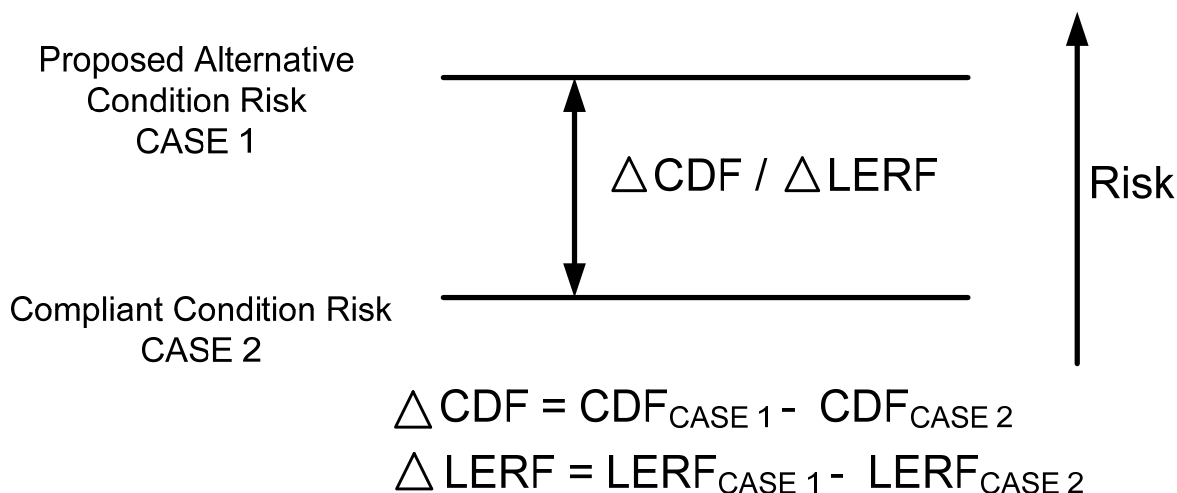 Proposed Alternative
Condition Risk
CASE 1
△CDF / △LERF
Risk
Compliant Condition Risk
CASE 2
△CDF = CDFCASE 1 - CDFCASE 2
△LERF = LERFCASE 1 - LERFCASE 2